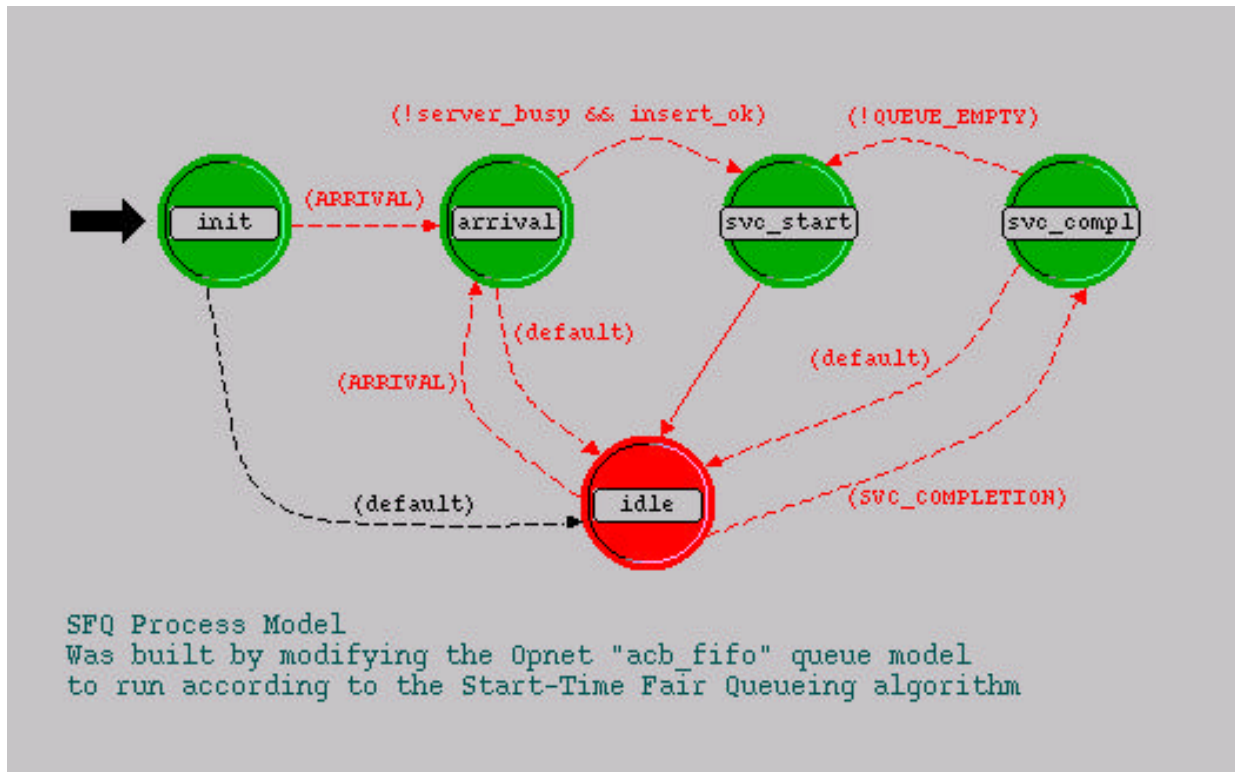 (!server_busy && insert_ok)
(!QUEUE_EMPTY)
init
(ARRIVAL)
arrival
svc_start
svc_compl
(default)
(default)
(ARRIVAL)
(default)
idle
(SVC_COMPLETION)
SFQ Process Model
Was built by modifying the Opnet "acb_fifo" queue model
to run according to the Start-Time Fair Queueing algorithm